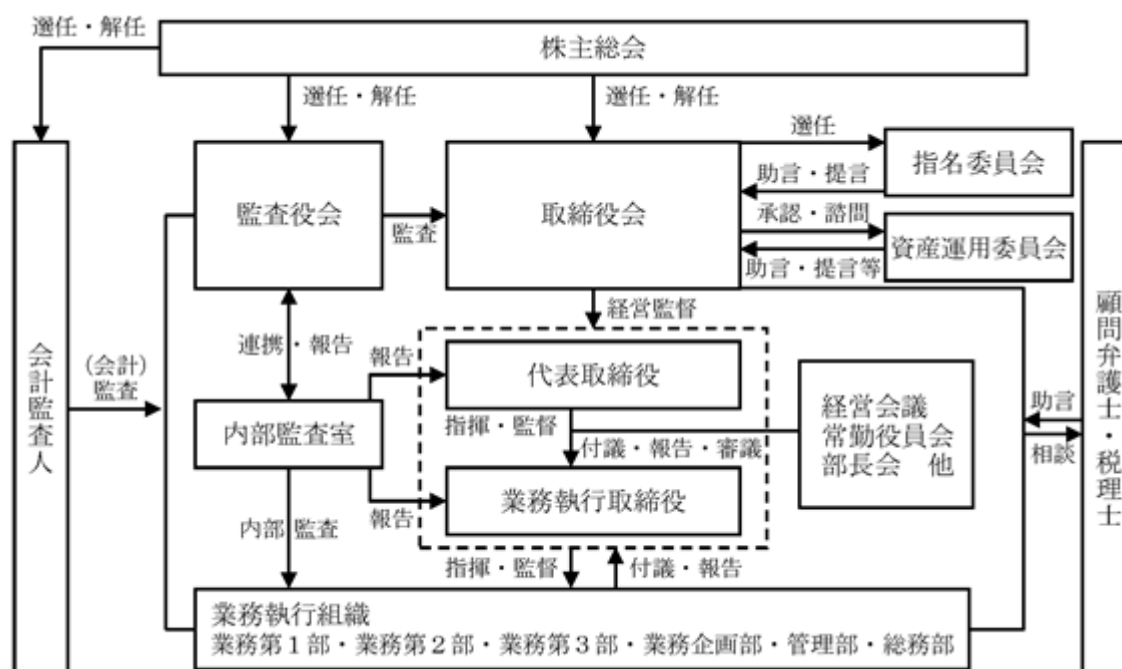 選任・解任
株主総会
選任・解任
選任・解任
選任
指名委員会
助言・提言
監査役会
監査
取締役会
承認・諮問
資産運用委員会
助言・提言等
経営監督
連携・報告
報告
代表取締役
会計監査人
(会計)
監査
内部監査室
指揮・監督
付議・報告・審議
経営会議
常勤役員会
部長会 他
助言
相談
顧問弁護士・税理士
報告
業務執行取締役
内部監査
指揮・監督
付議・報告
業務執行組織
業務第1部・業務第2部・業務第3部・業務企画部・管理部・総務部